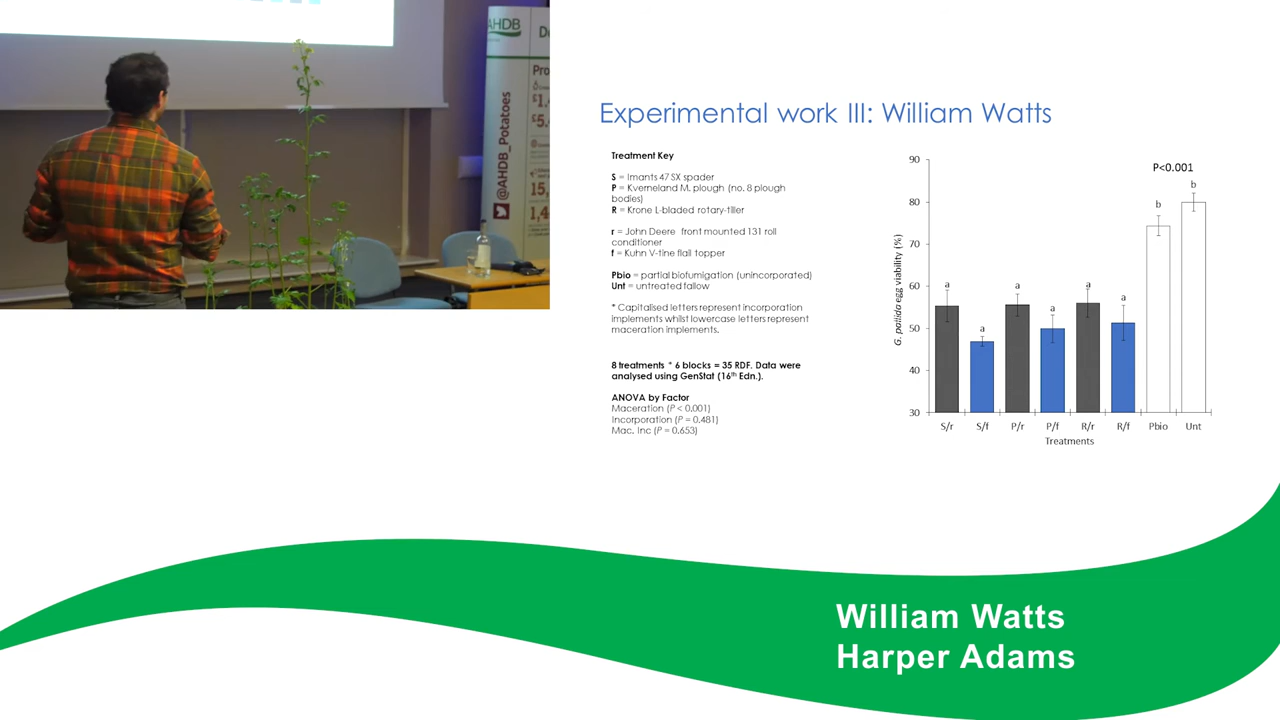 AHDB
Pro
@AHDB_Potatoes
Experimental work III: William Watts
Treatment Key
S = Imants 47 SX spader
P = Kverneland M. plough (no. 8 plough
bodies)
R = Krone L-bladed rotary-tiller
r = John Deere front mounted 131 roll
conditioner
f = Kuhn V-tine flail topper
Pbio = partial biofumigation (unincorporated)
Unt = untreated fallow
* Capitalised letters represent incorporation
implements whilst lowercase letters represent
maceration implements.
8 treatments * 6 blocks = 35 RDF. Data were
analysed using GenStat (16th Edn.).
ANOVA by Factor
Maceration (P < 0.001)
Incorporation (P = 0.481)
Mac. Inc (P = 0.653)
P<0.001
G. pallida egg viability (%)
90
80
70
60
50
40
30
a a a a a a b b
S/r S/f P/r P/f R/r R/f Pbio Unt
Treatments
William Watts
Harper Adams